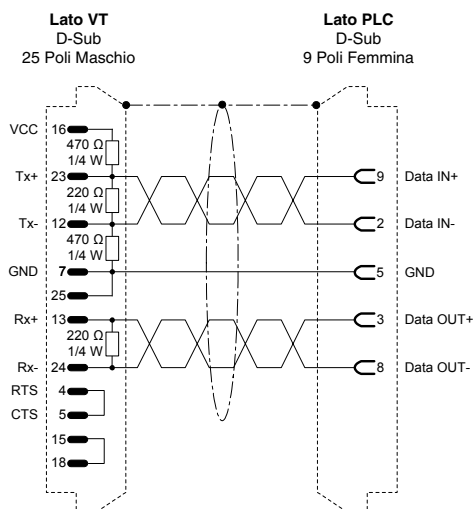 Lato VT
D-Sub
25 Poli Maschio
Lato PLC
D-Sub
9 Poli Femmina
VCC 16
470 Ω
1/4 W
Tx+ 23
9 Data IN+
220 Ω
1/4 W
Tx- 12
2 Data IN-
470 Ω
1/4 W
GND 7
5 GND
25
Rx+ 13
3 Data OUT+
220 Ω
1/4 W
Rx- 24
8 Data OUT-
RTS 4
CTS 5
15
18